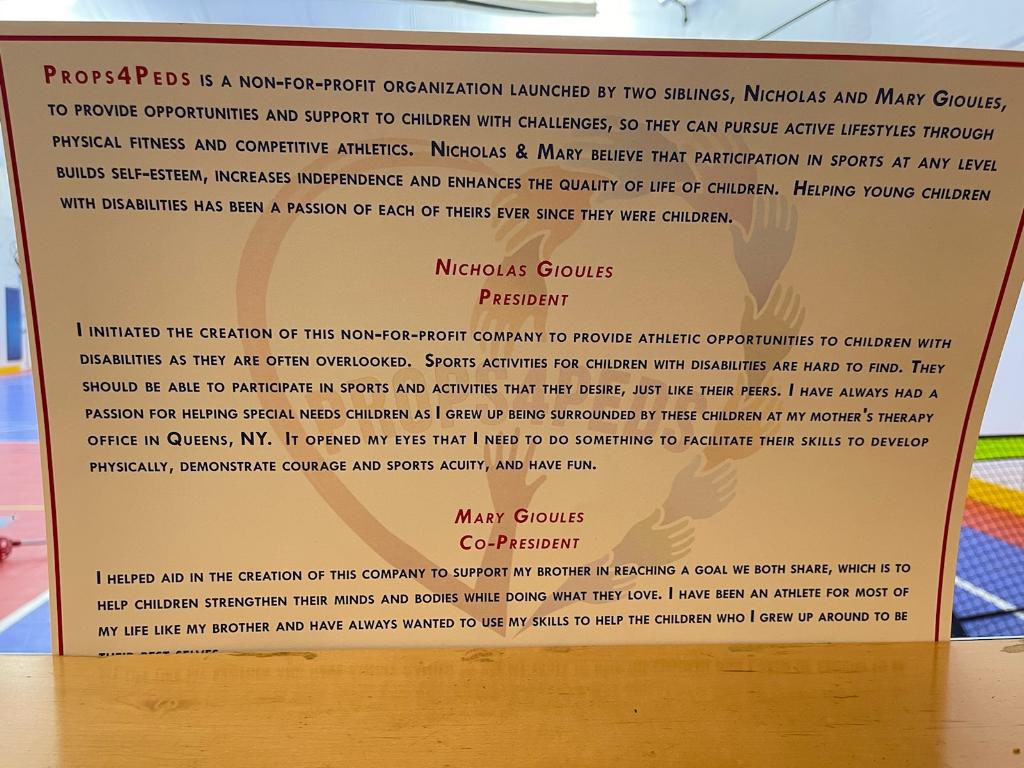 Props4Peds is a non-for-profit organization launched by two siblings, Nicholas and Mary Gioules,
to provide opportunities and support to children with challenges, so they can pursue active lifestyles through
physical fitness and competitive athletics. Nicholas & Mary believe that participation in sports at any level
builds self-esteem, increases independence and enhances the quality of life of children. Helping young children
with disabilities has been a passion of each of theirs ever since they were children.
Nicholas Gioules
President
I initiated the creation of this non-for-profit company to provide athletic opportunities to children with
disabilities as they are often overlooked. Sports activities for children with disabilities are hard to find. They
should be able to participate in sports and activities that they desire, just like their peers. I have always had a
passion for helping special needs children as I grew up being surrounded by these children at my mother's therapy
office in Queens, NY. It opened my eyes that I need to do something to facilitate their skills to develop
physically, demonstrate courage and sports acuity, and have fun.
PROPS4PEDS
Mary Gioules
Co-President
I helped aid in the creation of this company to support my brother in reaching a goal we both share, which is to
help children strengthen their minds and bodies while doing what they love. I have been an athlete for most of
my life like my brother and have always wanted to use my skills to help the children who I grew up around to be
their best selves